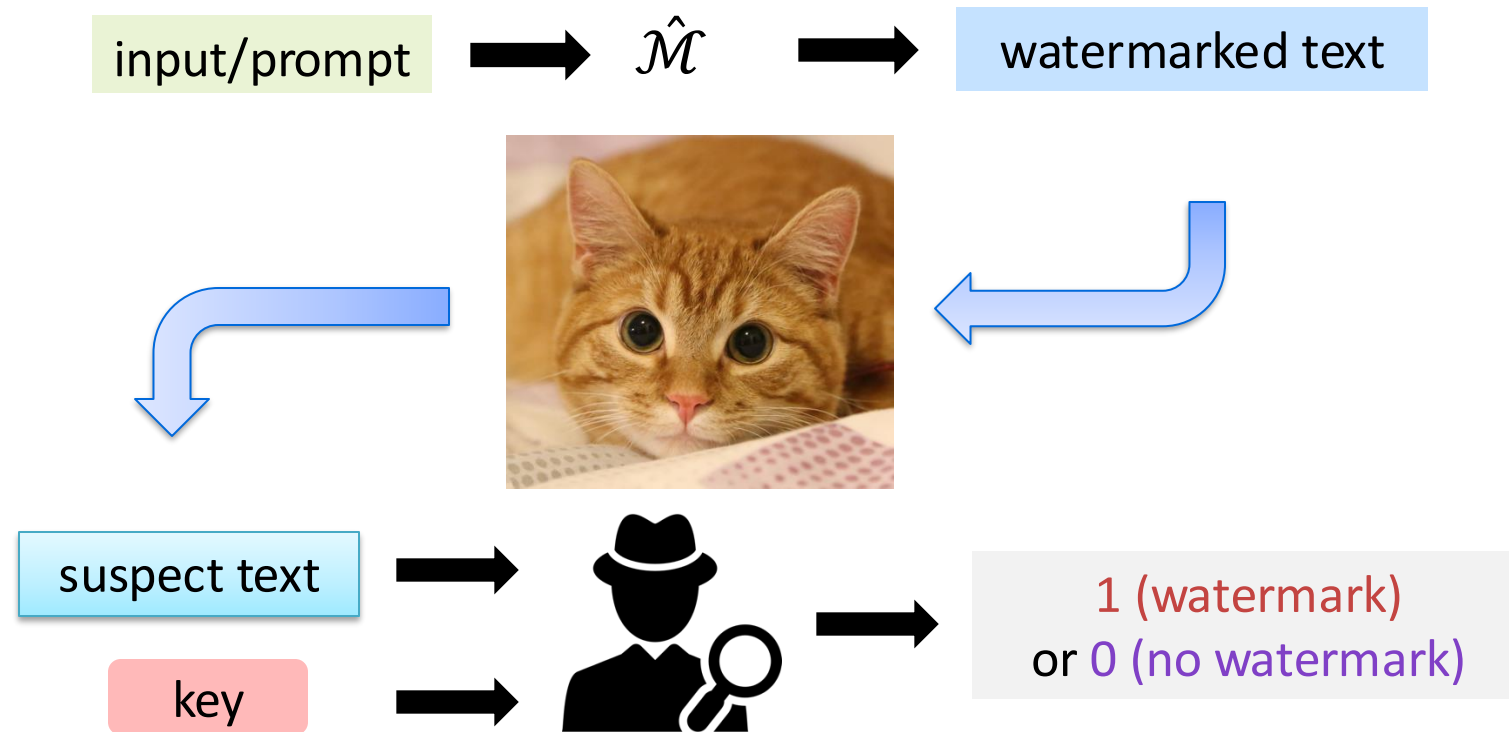 input/prompt
ℳ̂
watermarked text
suspect text
key
1 (watermark)
or 0 (no watermark)